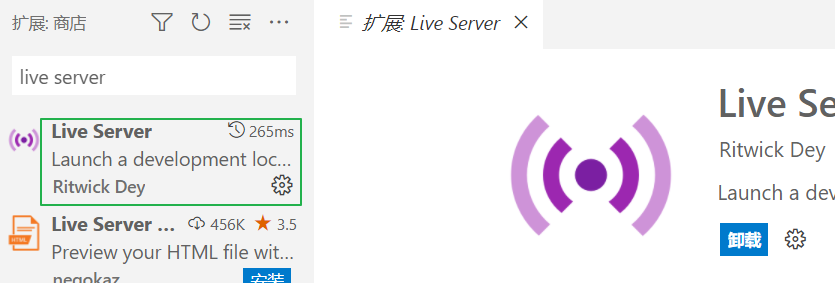 扩展: 商店
live server
Live Server 265ms
Launch a development loc...
Ritwick Dey
Live Server ... 456K 3.5
Preview your HTML file wit...
negokaz 安装
扩展: Live Server
Live Se
Ritwick Dey
Launch a dev
卸载